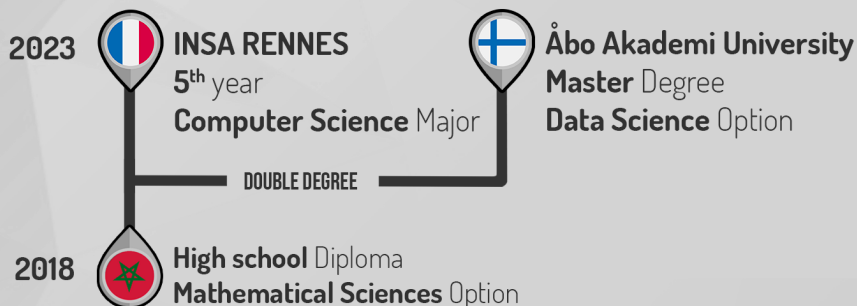 2023
INSA RENNES
5th year
Computer Science Major
Åbo Akademi University
Master Degree
Data Science Option
DOUBLE DEGREE
2018
High school Diploma
Mathematical Sciences Option